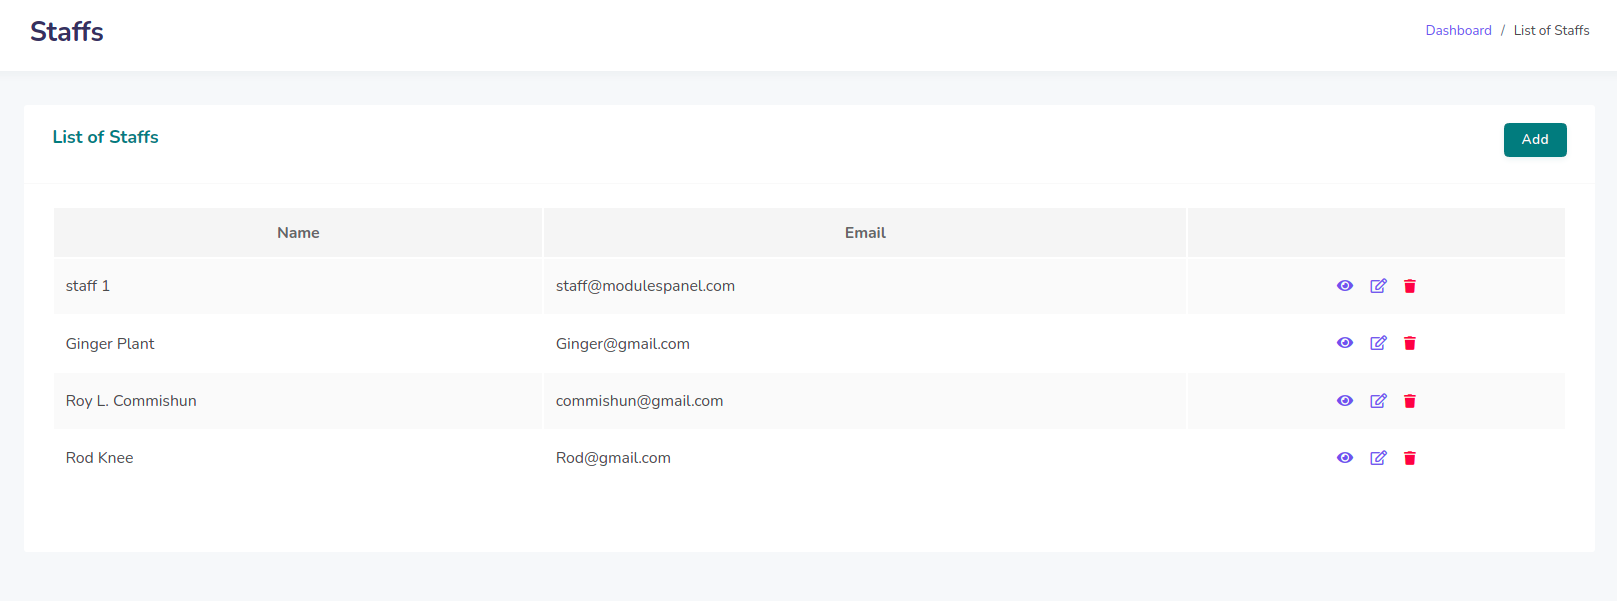 Staffs
Dashboard / List of Staffs
List of Staffs
Add
Name Email
staff 1 staff@modulespanel.com
Ginger Plant Ginger@gmail.com
Roy L. Commishun commishun@gmail.com
Rod Knee Rod@gmail.com